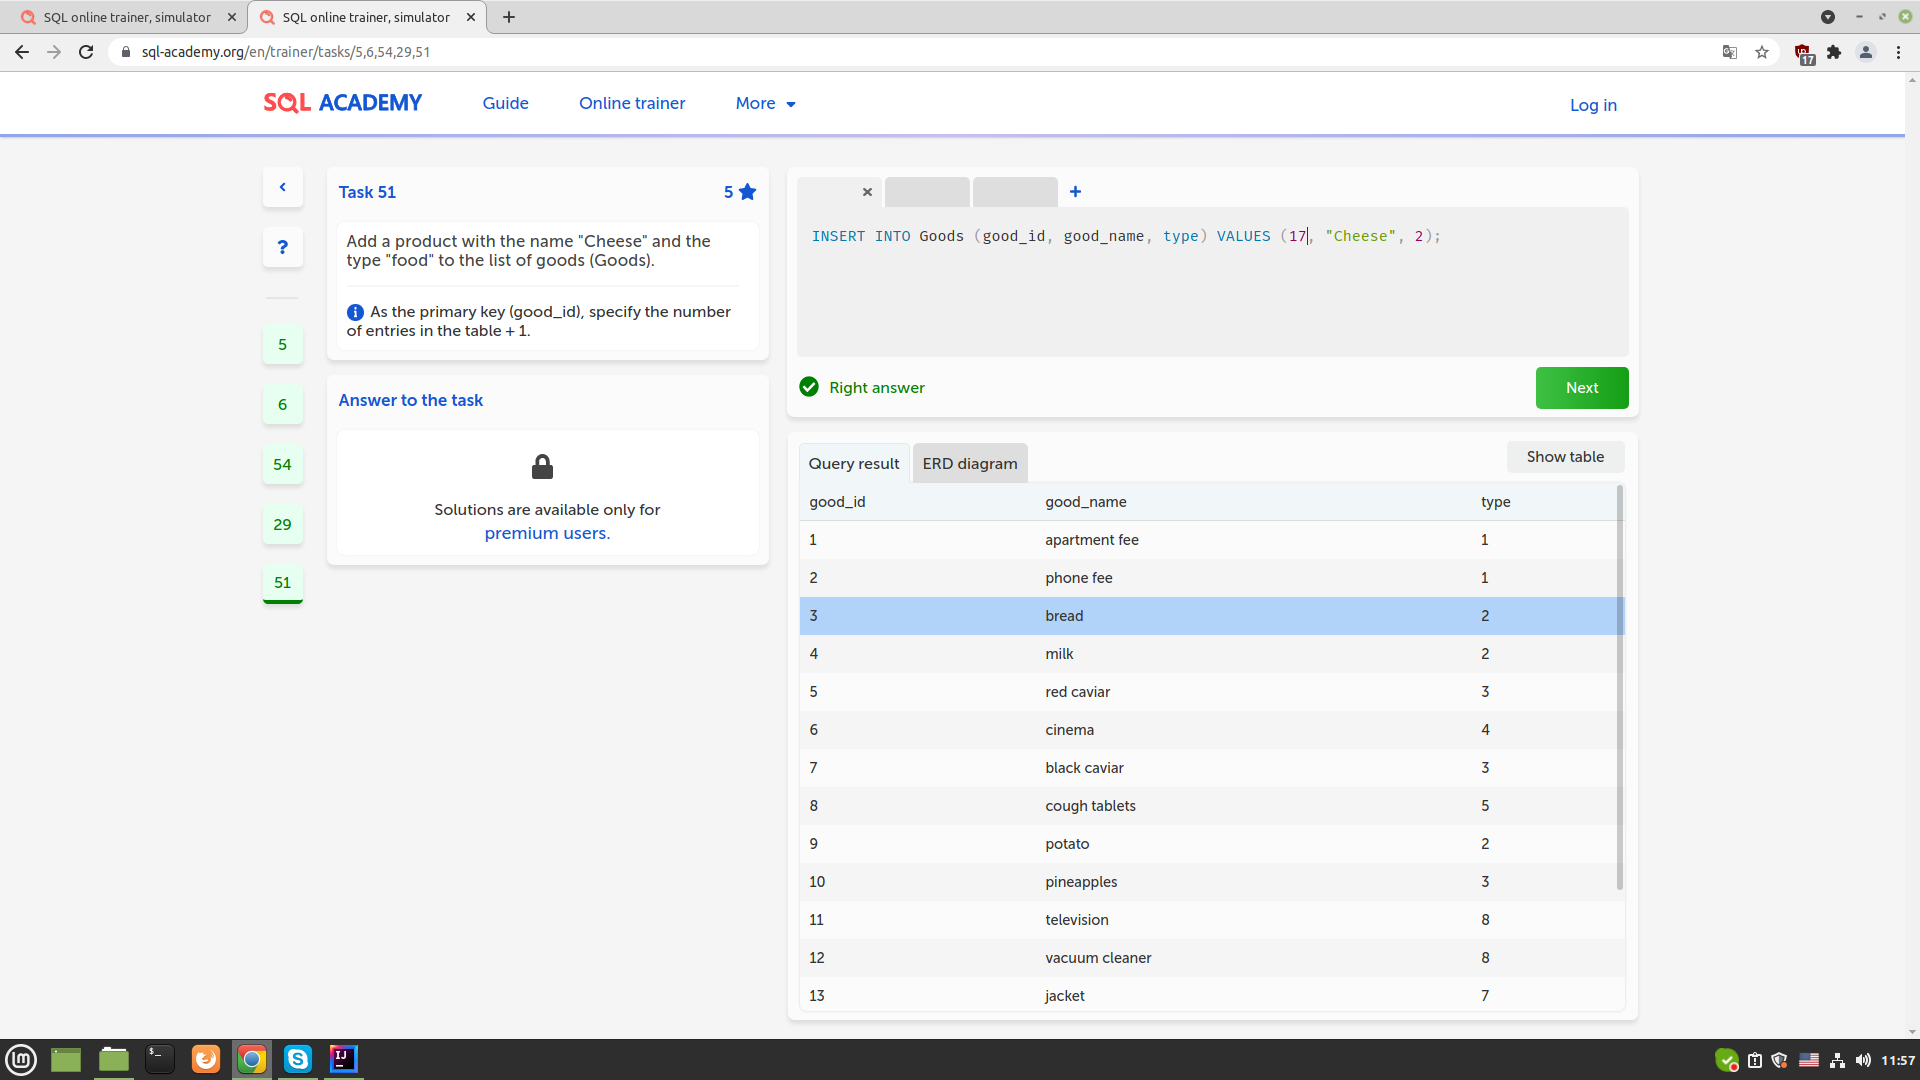 SQL online trainer, simulator
SQL online trainer, simulator
sql-academy.org/en/trainer/tasks/5,6,54,29,51
17
SQL ACADEMY
Guide
Online trainer
More
Log in
?
5
6
54
29
51
Task 51
5
Add a product with the name "Cheese" and the
type "food" to the list of goods (Goods).
As the primary key (good_id), specify the number
of entries in the table + 1.
Answer to the task
Solutions are available only for
premium users.
INSERT INTO Goods (good_id, good_name, type) VALUES (17, "Cheese", 2);
Right answer
Next
Query result
ERD diagram
Show table
good_id good_name type
1 apartment fee 1
2 phone fee 1
3 bread 2
4 milk 2
5 red caviar 3
6 cinema 4
7 black caviar 3
8 cough tablets 5
9 potato 2
10 pineapples 3
11 television 8
12 vacuum cleaner 8
13 jacket 7
IJ
11:57